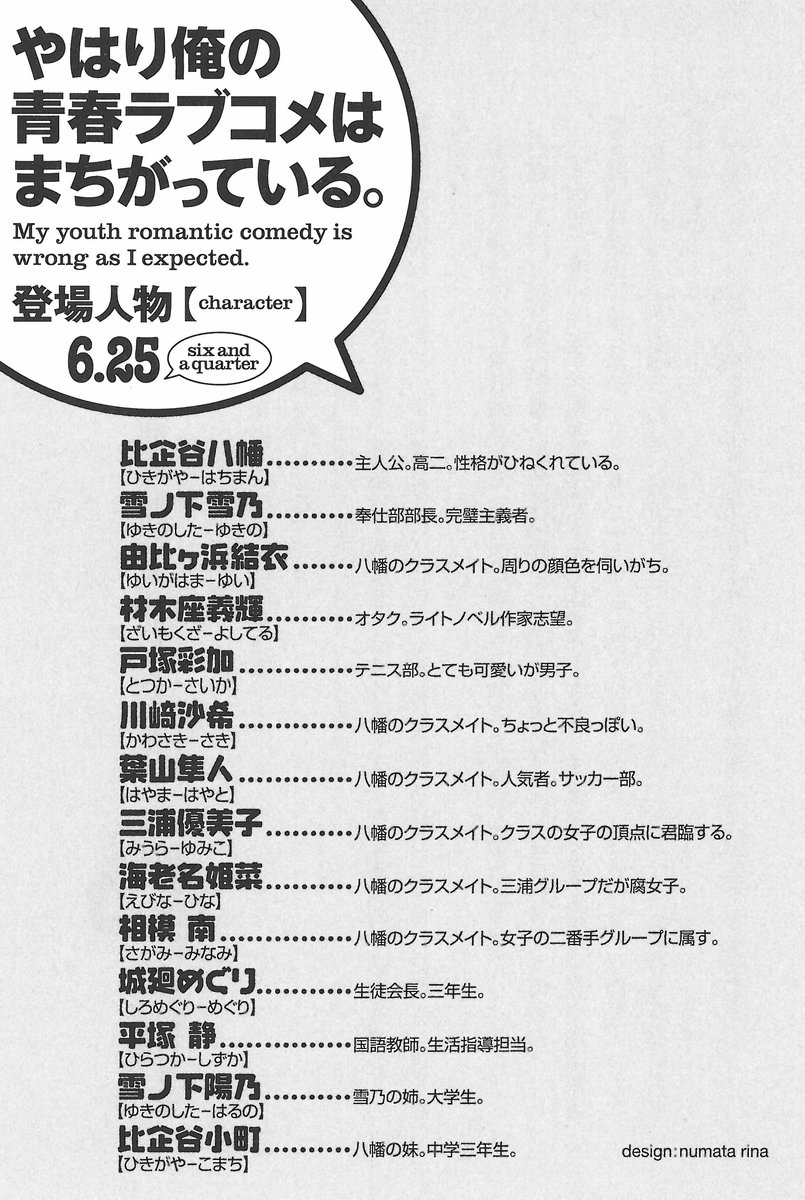 やはり俺の
青春ラブコメは
まちがっている。
My youth romantic comedy is
wrong as I expected.
登場人物【character】
6.25
six and
a quarter
比企谷八幡..........主人公。高二。性格がひねくれている。
【ひきがやーはちまん】
雪ノ下雪乃..........奉仕部部長。完璧主義者。
【ゆきのしたーゆきの】
由比ヶ浜結衣.......八幡のクラスメイト。周りの顔色を伺いがち。
【ゆいがはまーゆい】
材木座義輝..........オタク。ライトノベル作家志望。
【ざいもくざーよしてる】
戸塚彩加.............テニス部。とても可愛いが男子。
【とつかーさいか】
川﨑沙希.............八幡のクラスメイト。ちょっと不良っぽい。
【かわさきーさき】
葉山隼人.............八幡のクラスメイト。人気者。サッカー部。
【はやまーはやと】
三浦優美子..........八幡のクラスメイト。クラスの女子の頂点に君臨する。
【みうらーゆみこ】
海老名姫菜..........八幡のクラスメイト。三浦グループだが腐女子。
【えびなーひな】
相模 南...............八幡のクラスメイト。女子の二番手グループに属す。
【さがみーみなみ】
城廻めぐり...........生徒会長。三年生。
【しろめぐりーめぐり】
平塚 静...............国語教師。生活指導担当。
【ひらつかーしずか】
雪ノ下陽乃..........雪乃の姉。大学生。
【ゆきのしたーはるの】
比企谷小町..........八幡の妹。中学三年生。
【ひきがやーこまち】
design:numata rina